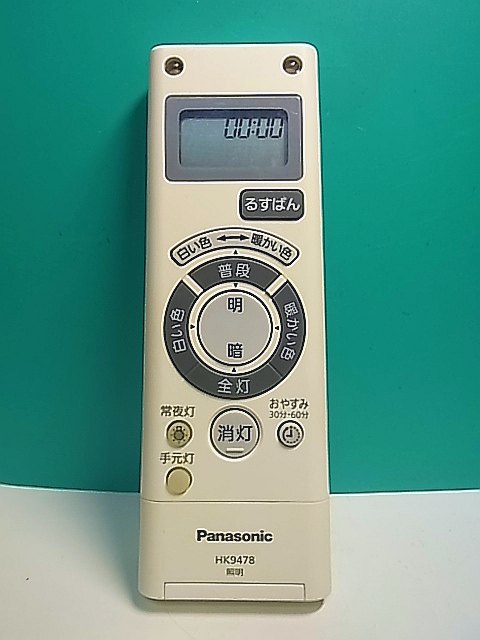 00:00
るすばん
白い色 ←→ 暖かい色
普段
明
白い色
暖かい色
暗
全灯
常夜灯
消灯
おやすみ
30分・60分
手元灯
Panasonic
HK9478
照明